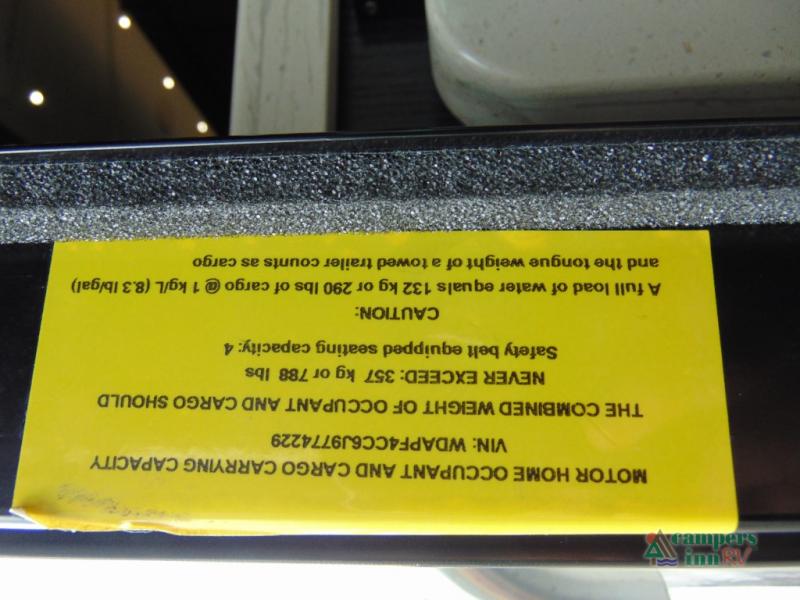 MOTOR HOME OCCUPANT AND CARGO CARRYING CAPACITY
VIN: WDAPF4CC6J9774229
THE COMBINED WEIGHT OF OCCUPANT AND CARGO SHOULD
NEVER EXCEED: 357 kg or 788 lbs
Safety belt equipped seating capacity: 4
CAUTION:
A full load of water equals 132 kg or 290 lbs of cargo @ 1 kg/L (8.3 lb/gal)
and the tongue weight of a towed trailer counts as cargo
campers
inn RV